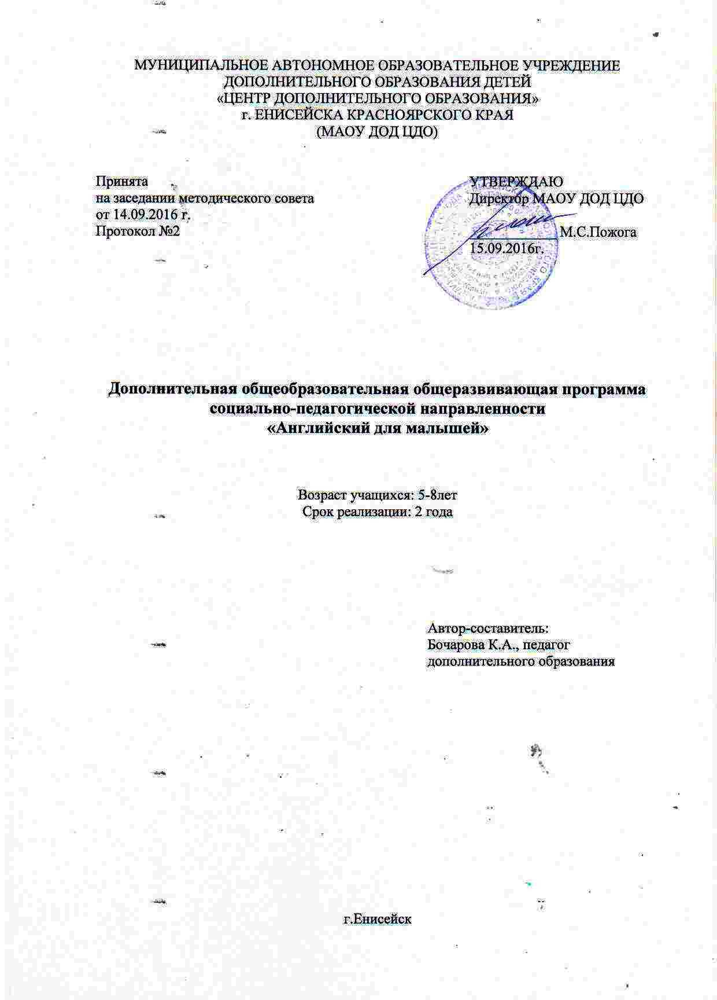 МУНИЦИПАЛЬНОЕ АВТОНОМНОЕ ОБРАЗОВАТЕЛЬНОЕ УЧРЕЖДЕНИЕ
ДОПОЛНИТЕЛЬНОГО ОБРАЗОВАНИЯ ДЕТЕЙ
«ЦЕНТР ДОПОЛНИТЕЛЬНОГО ОБРАЗОВАНИЯ»
г. ЕНИСЕЙСКА КРАСНОЯРСКОГО КРАЯ
(МАОУ ДОД ЦДО)
Принята
на заседании методического совета
от 14.09.2016 г.
Протокол №2
УТВЕРЖДАЮ
Директор МАОУ ДОД ЦДО
М.С.Пожога
15.09.2016г.
Дополнительная общеобразовательная общеразвивающая программа
социально-педагогической направленности
«Английский для малышей»
Возраст учащихся: 5-8лет
Срок реализации: 2 года
Автор-составитель:
Бочарова К.А., педагог
дополнительного образования
г.Енисейск